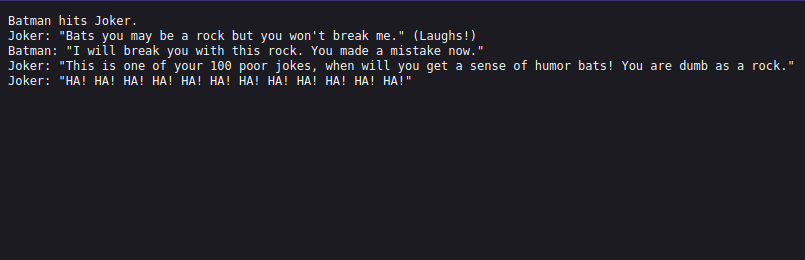 Batman hits Joker.
Joker: "Bats you may be a rock but you won't break me." (Laughs!)
Batman: "I will break you with this rock. You made a mistake now."
Joker: "This is one of your 100 poor jokes, when will you get a sense of humor bats! You are dumb as a rock."
Joker: "HA! HA! HA! HA! HA! HA! HA! HA! HA! HA! HA! HA!"